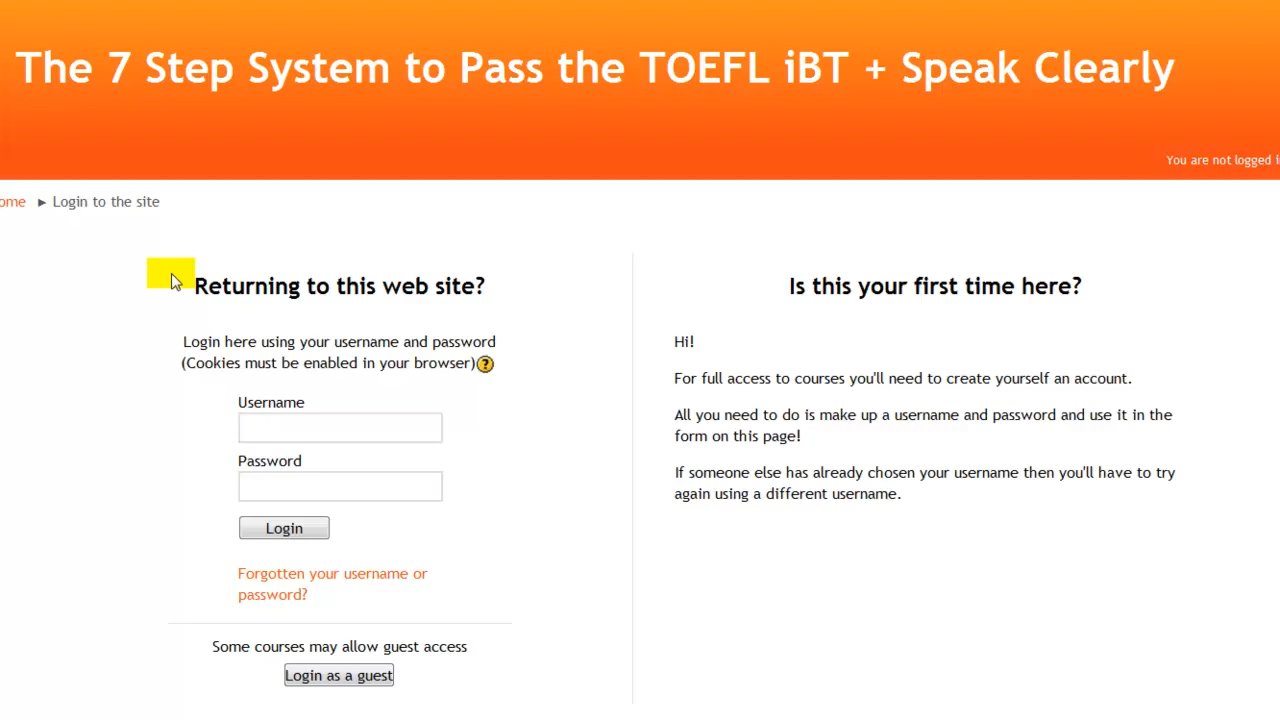 The 7 Step System to Pass the TOEFL iBT + Speak Clearly
You are not logged i
ome ► Login to the site
Returning to this web site?
Login here using your username and password
(Cookies must be enabled in your browser)?
Username
Password
Login
Forgotten your username or
password?
Some courses may allow guest access
Login as a guest
Is this your first time here?
Hi!
For full access to courses you'll need to create yourself an account.
All you need to do is make up a username and password and use it in the
form on this page!
If someone else has already chosen your username then you'll have to try
again using a different username.